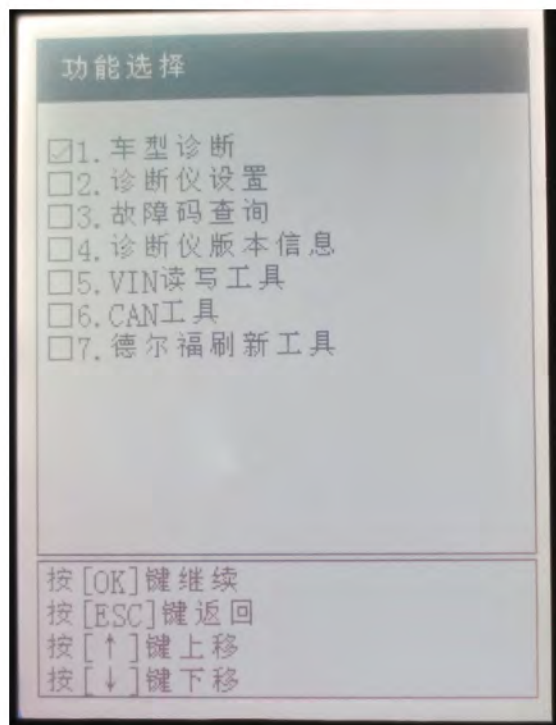 功能选择
☑1.车型诊断
□2.诊断仪设置
□3.故障码查询
□4.诊断仪版本信息
□5.VIN读写工具
□6.CAN工具
□7.德尔福刷新工具
按[OK]键继续
按[ESC]键返回
按[↑]键上移
按[↓]键下移